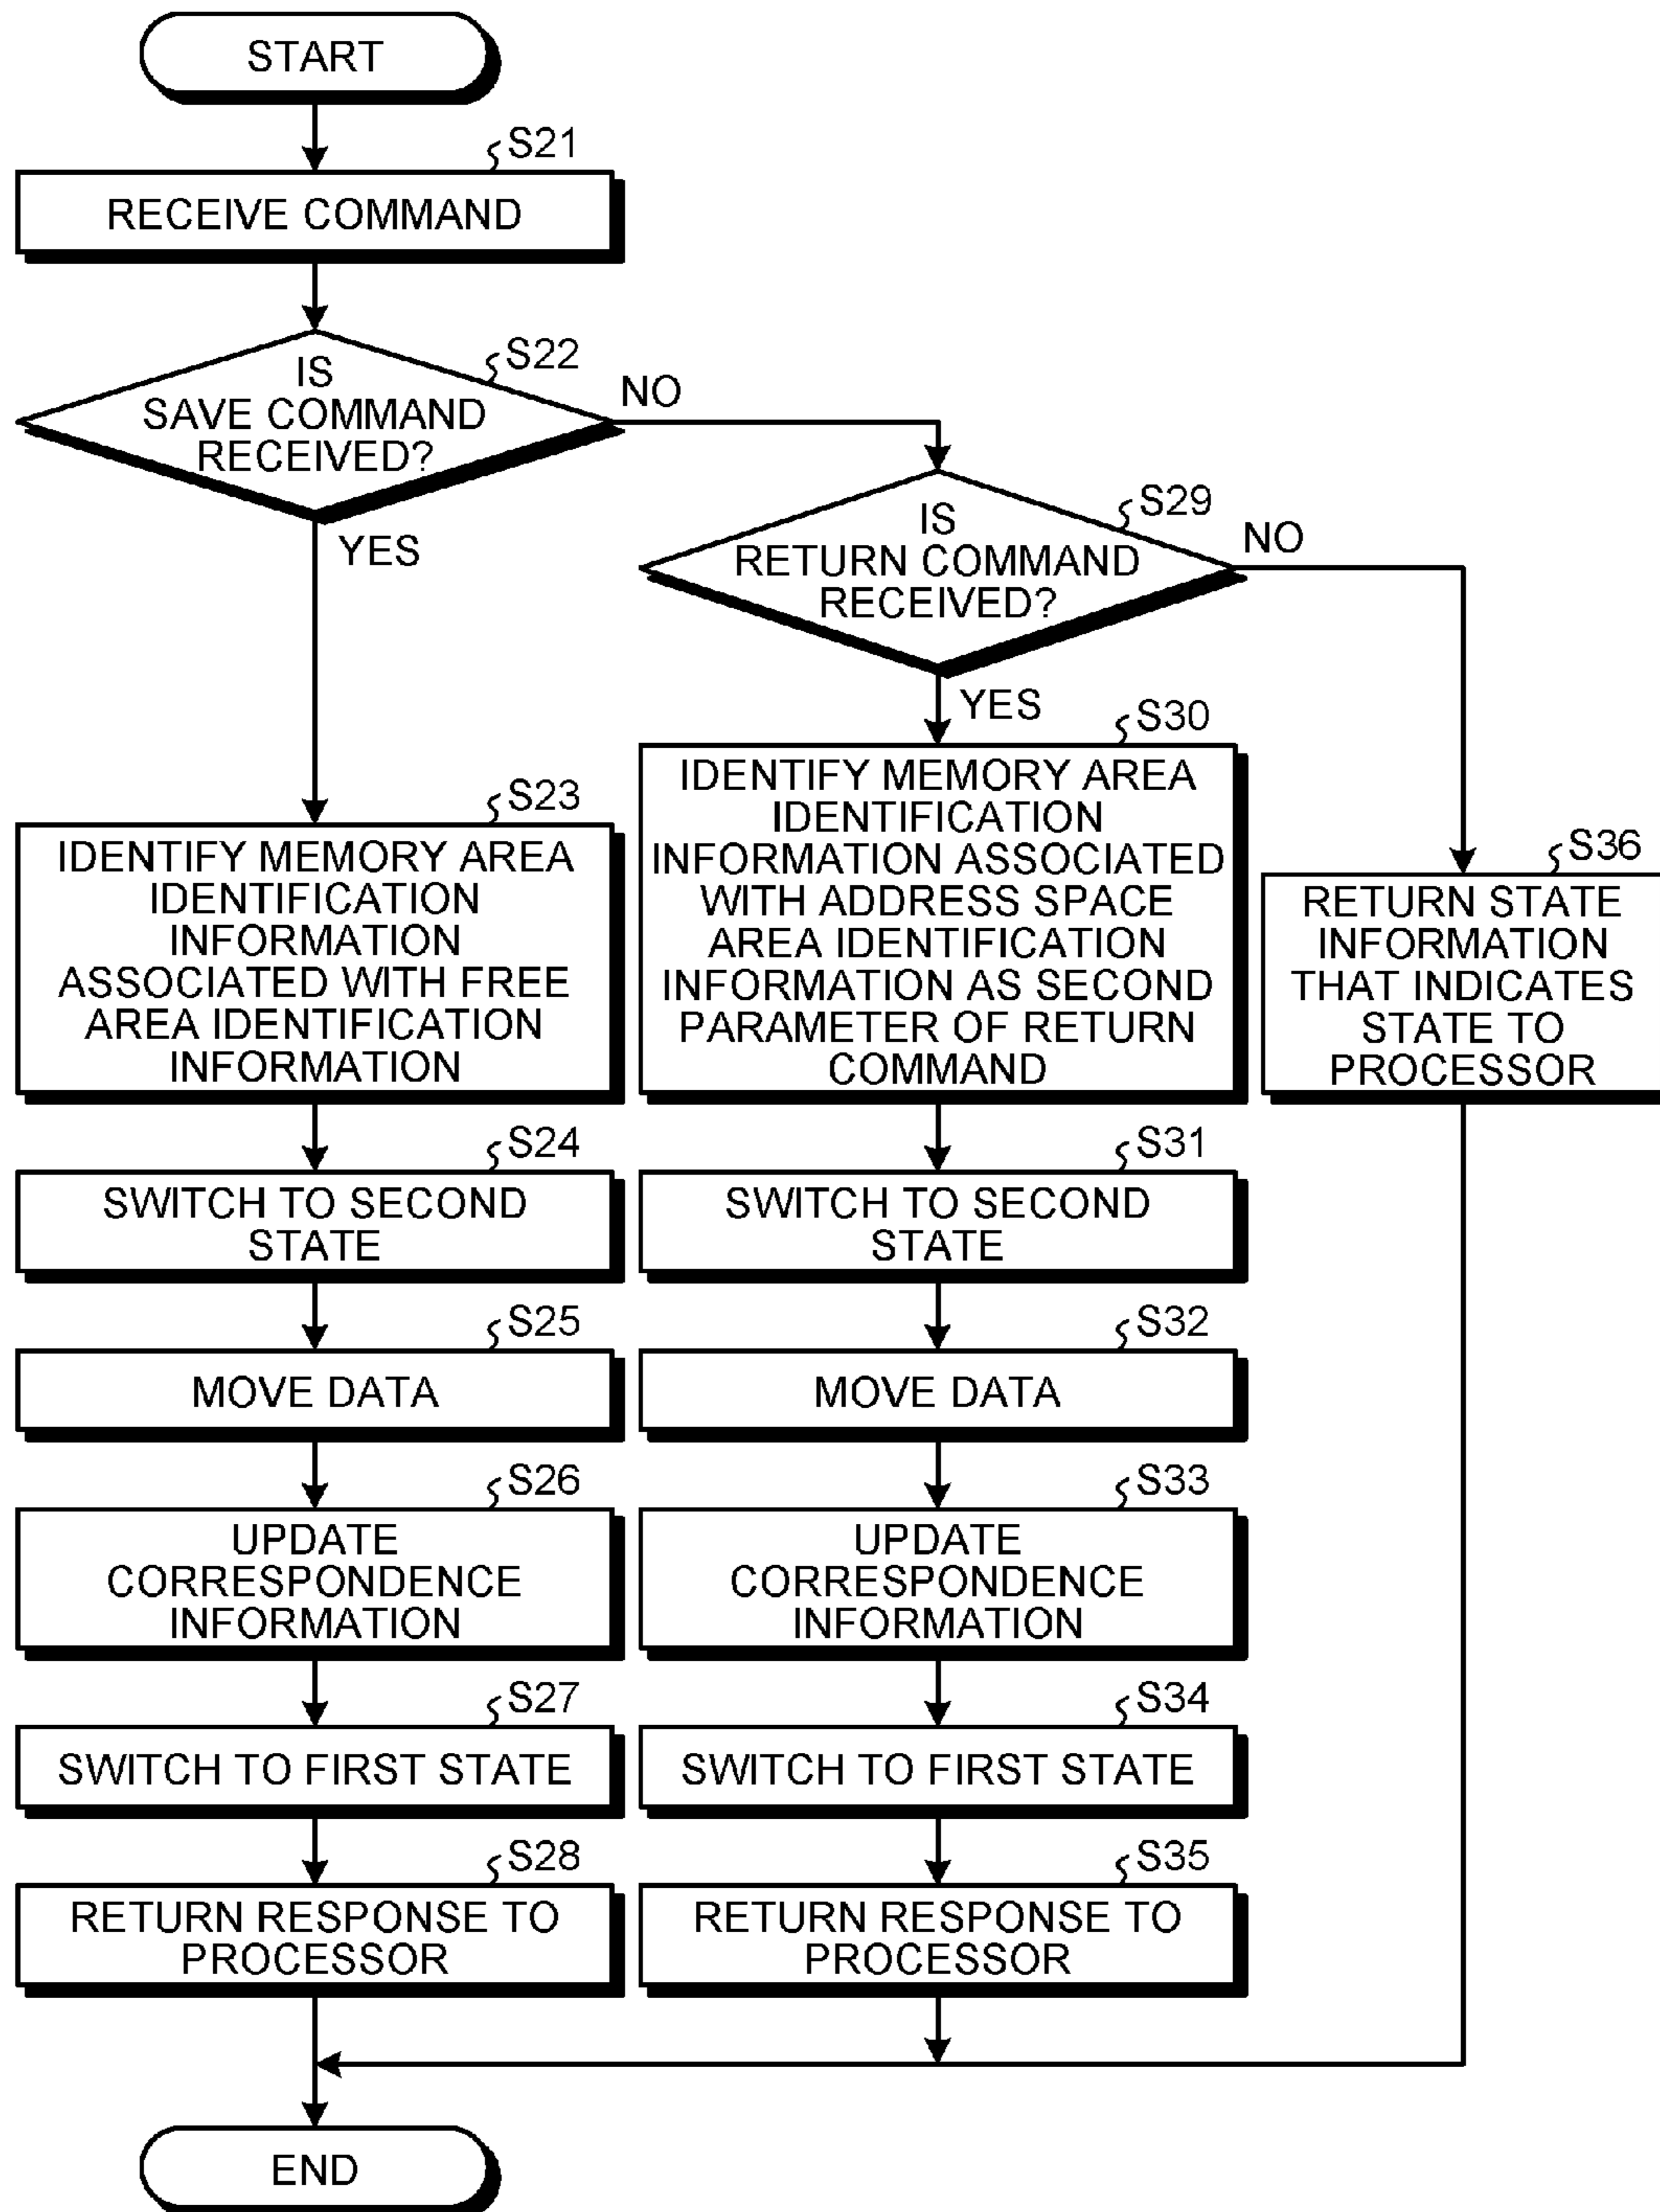 START
S21
RECEIVE COMMAND
S22
IS
SAVE COMMAND
RECEIVED?
NO
YES
S29
IS
RETURN COMMAND
RECEIVED?
NO
YES
S23
IDENTIFY MEMORY AREA
IDENTIFICATION
INFORMATION
ASSOCIATED WITH FREE
AREA IDENTIFICATION
INFORMATION
S24
SWITCH TO SECOND
STATE
S25
MOVE DATA
S26
UPDATE
CORRESPONDENCE
INFORMATION
S27
SWITCH TO FIRST STATE
S28
RETURN RESPONSE TO
PROCESSOR
S30
IDENTIFY MEMORY AREA
IDENTIFICATION
INFORMATION ASSOCIATED
WITH ADDRESS SPACE
AREA IDENTIFICATION
INFORMATION AS SECOND
PARAMETER OF RETURN
COMMAND
S31
SWITCH TO SECOND
STATE
S32
MOVE DATA
S33
UPDATE
CORRESPONDENCE
INFORMATION
S34
SWITCH TO FIRST STATE
S35
RETURN RESPONSE TO
PROCESSOR
S36
RETURN STATE
INFORMATION
THAT INDICATES
STATE TO
PROCESSOR
END